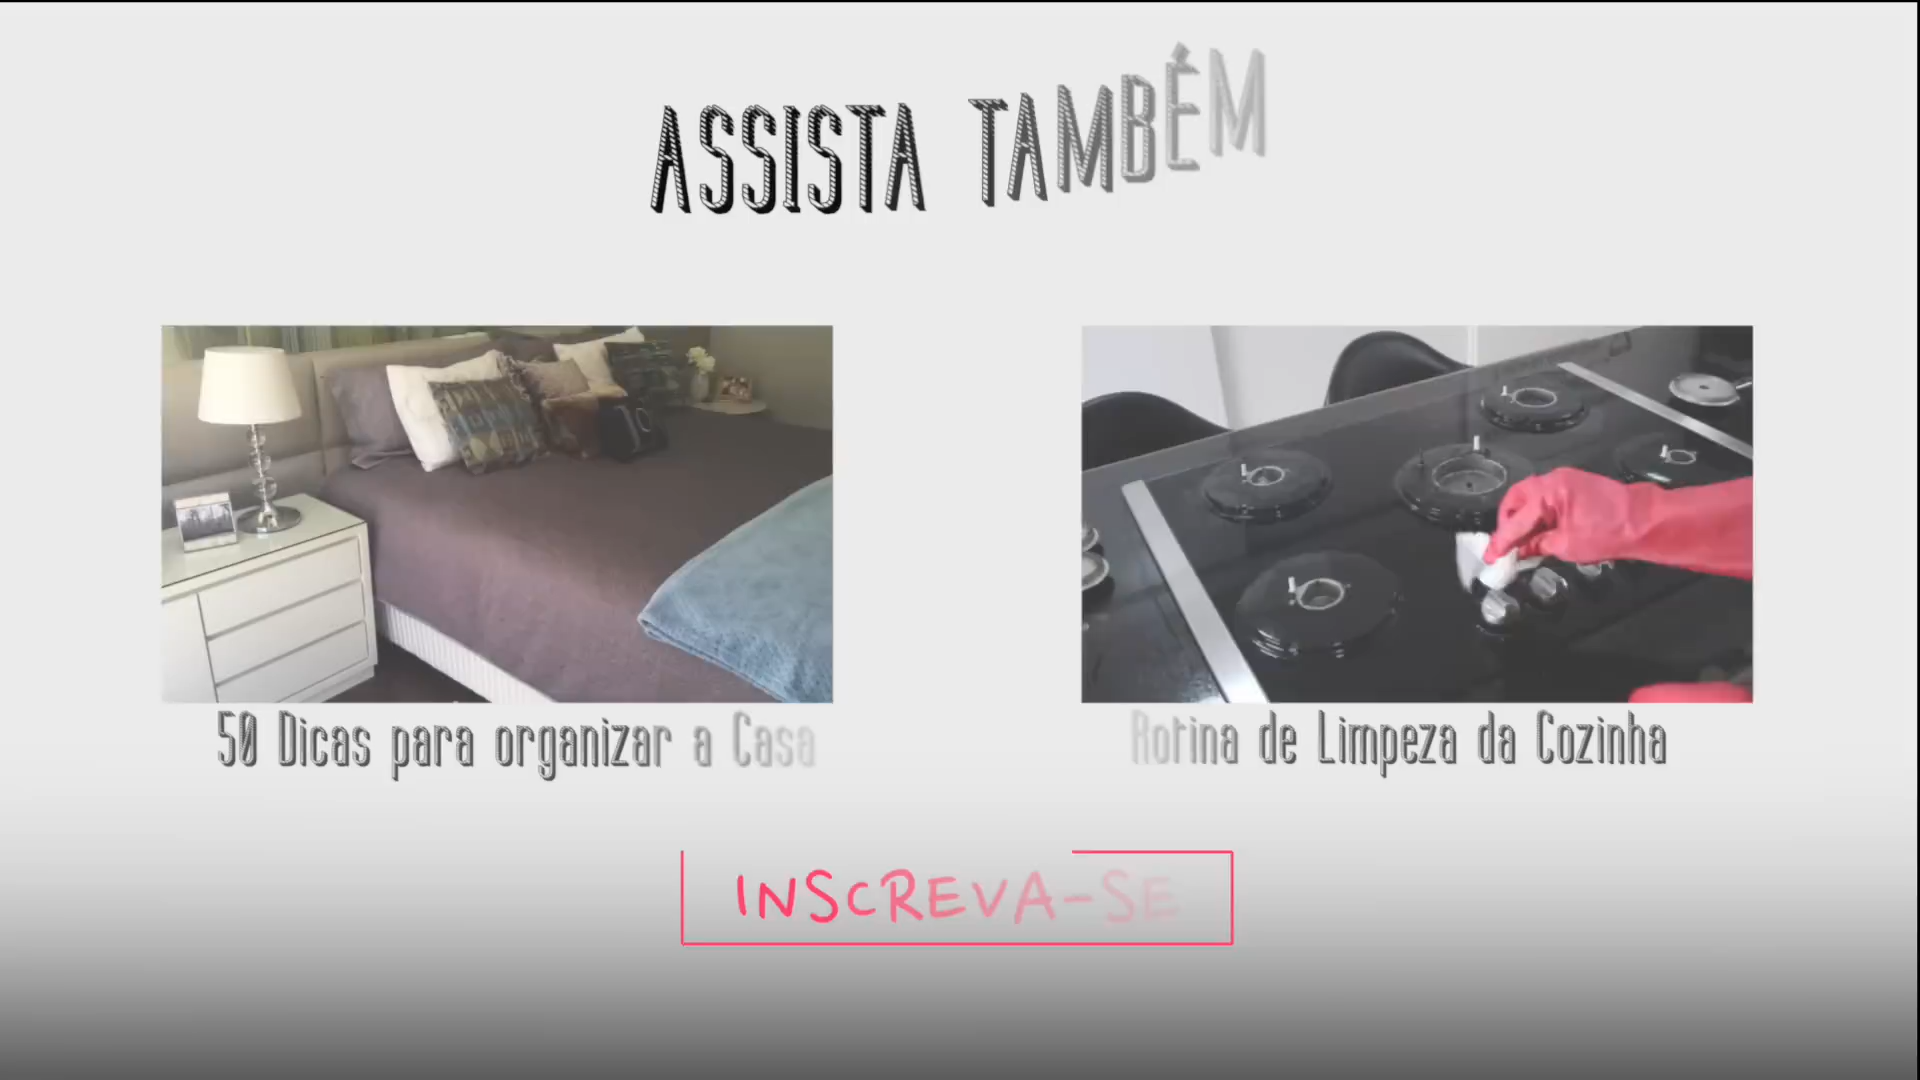 ASSISTA TAMBÉM
50 Dicas para organizar a Casa
Rotina de Limpeza da Cozinha
INSCREVA-SE